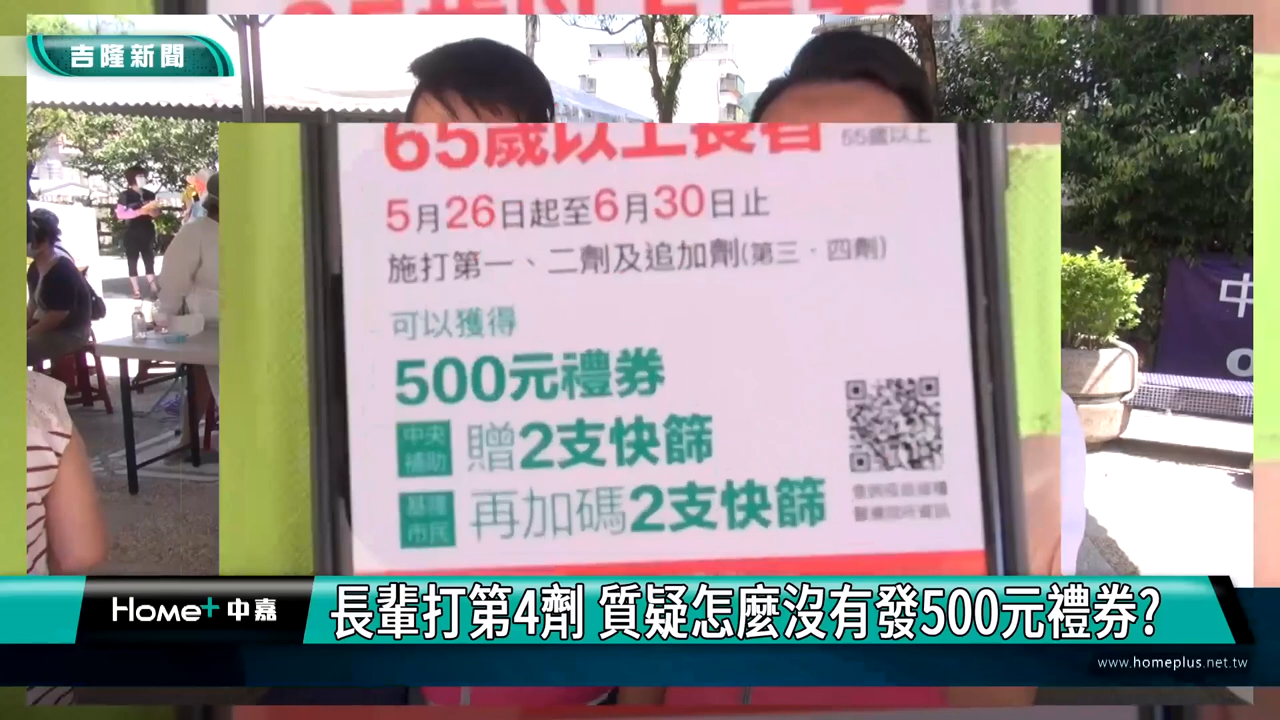 吉隆新聞
65歲以上長者
65歲以上
5月26日起至6月30日止
施打第一、二劑及追加劑(第三．四劑)
可以獲得
500元禮券
中央補助 贈2支快篩
基隆市民 再加碼2支快篩
Home+中嘉
長輩打第4劑 質疑怎麼沒有發500元禮券?
www.homeplus.net.tw
中